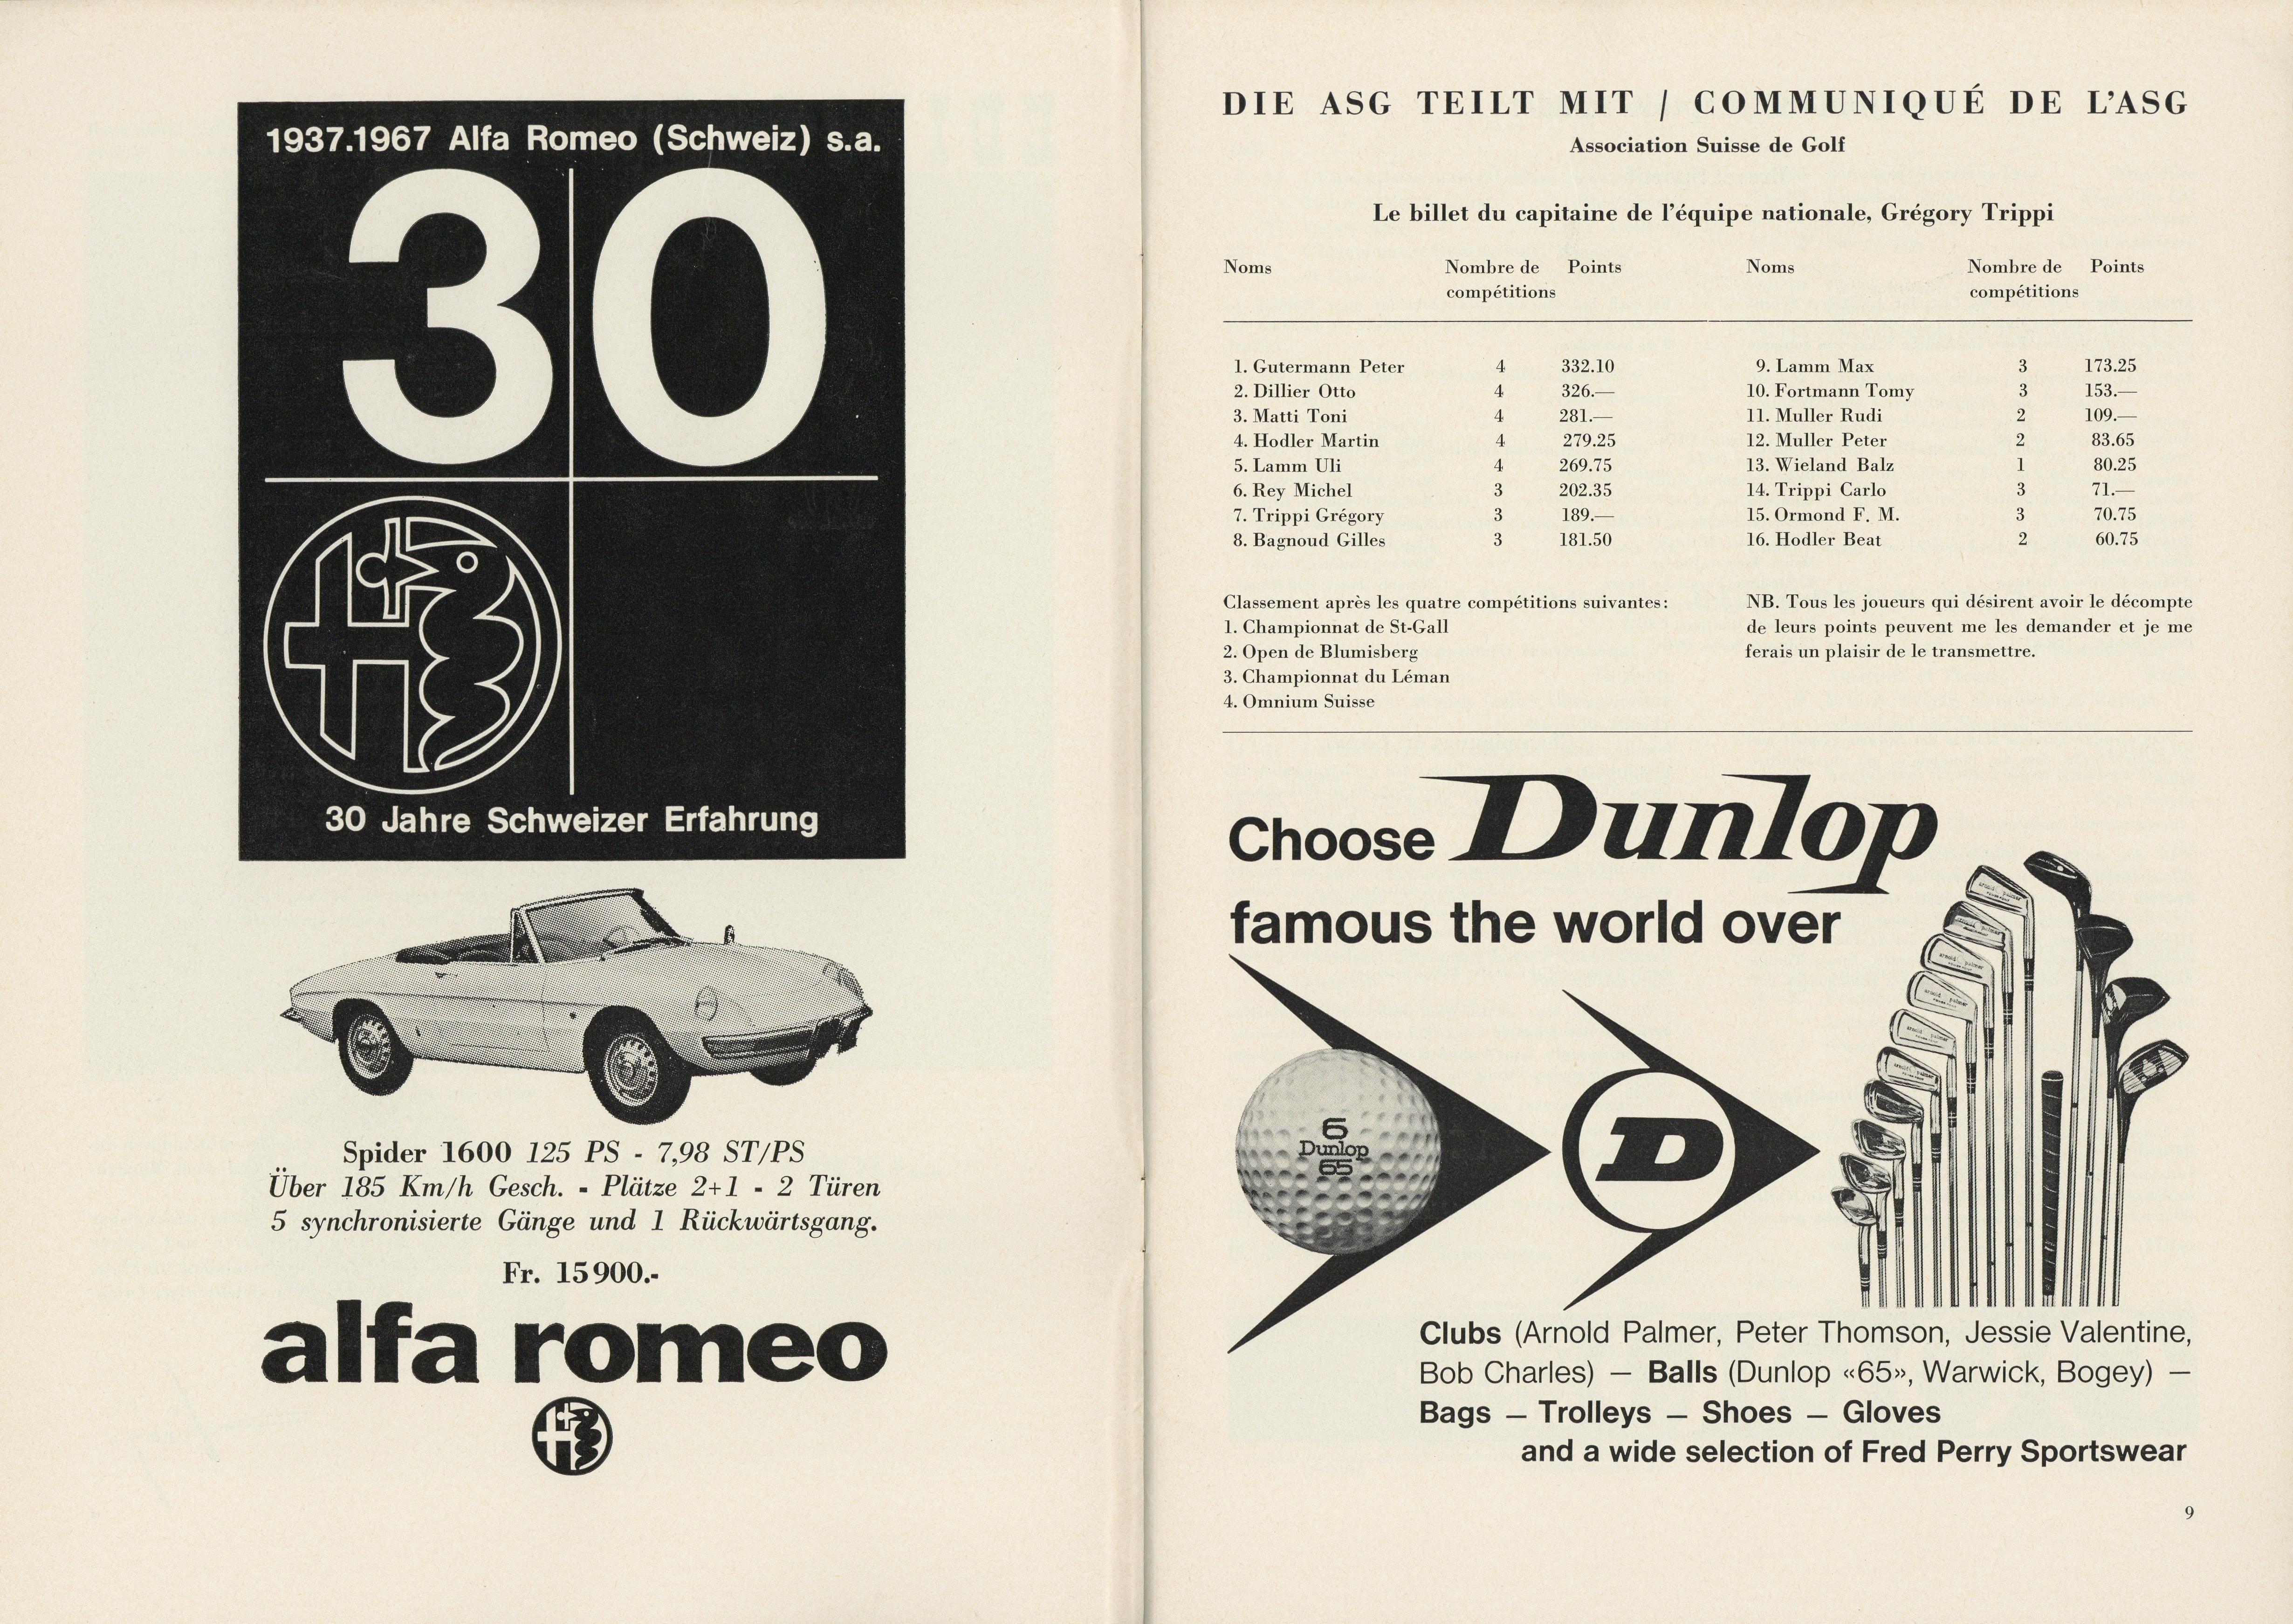 1937.1967 Alfa Romeo (Schweiz) s.a.
30
30 Jahre Schweizer Erfahrung
Spider 1600 125 PS - 7,98 ST/PS
Über 185 Km/h Gesch. - Plätze 2+1 - 2 Türen
5 synchronisierte Gänge und 1 Rückwärtsgang.
Fr. 15 900.-
alfa romeo
DIE ASG TEILT MIT / COMMUNIQUÉ DE L'ASG
Association Suisse de Golf
Le billet du capitaine de l'équipe nationale, Grégory Trippi
Noms Nombre de compétitions Points
1. Gutermann Peter 4 332.10
2. Dillier Otto 4 326.—
3. Matti Toni 4 281.—
4. Hodler Martin 4 279.25
5. Lamm Uli 4 269.75
6. Rey Michel 3 202.35
7. Trippi Grégory 3 189.—
8. Bagnoud Gilles 3 181.50
Noms Nombre de compétitions Points
9. Lamm Max 3 173.25
10. Fortmann Tomy 3 153.—
11. Muller Rudi 2 109.—
12. Muller Peter 2 83.65
13. Wieland Balz 1 80.25
14. Trippi Carlo 3 71.—
15. Ormond F. M. 3 70.75
16. Hodler Beat 2 60.75
Classement après les quatre compétitions suivantes:
1. Championnat de St-Gall
2. Open de Blumisberg
3. Championnat du Léman
4. Omnium Suisse
NB. Tous les joueurs qui désirent avoir le décompte
de leurs points peuvent me les demander et je me
ferais un plaisir de le transmettre.
Choose Dunlop
famous the world over
6
Dunlop
65
D
arnold palmer
arnold palmer
arnold palmer
arnold palmer
arnold palmer
Clubs (Arnold Palmer, Peter Thomson, Jessie Valentine,
Bob Charles) — Balls (Dunlop «65», Warwick, Bogey) —
Bags — Trolleys — Shoes — Gloves
and a wide selection of Fred Perry Sportswear
9